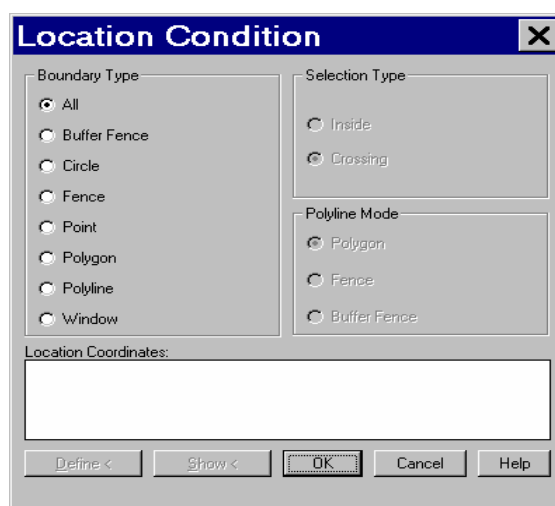 Location Condition
Boundary Type
All
Buffer Fence
Circle
Fence
Point
Polygon
Polyline
Window
Selection Type
Inside
Crossing
Polyline Mode
Polygon
Fence
Buffer Fence
Location Coordinates:
Define < Show < OK Cancel Help